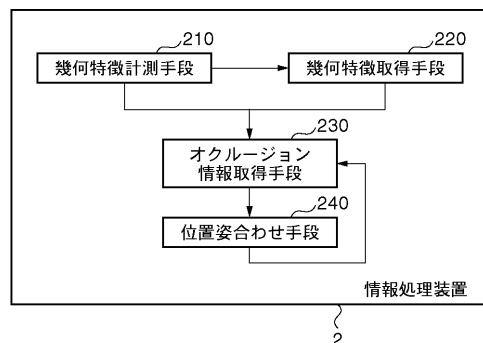 210
幾何特徴計測手段
220
幾何特徴取得手段
230
オクルージョン
情報取得手段
240
位置姿合わせ手段
情報処理装置
2